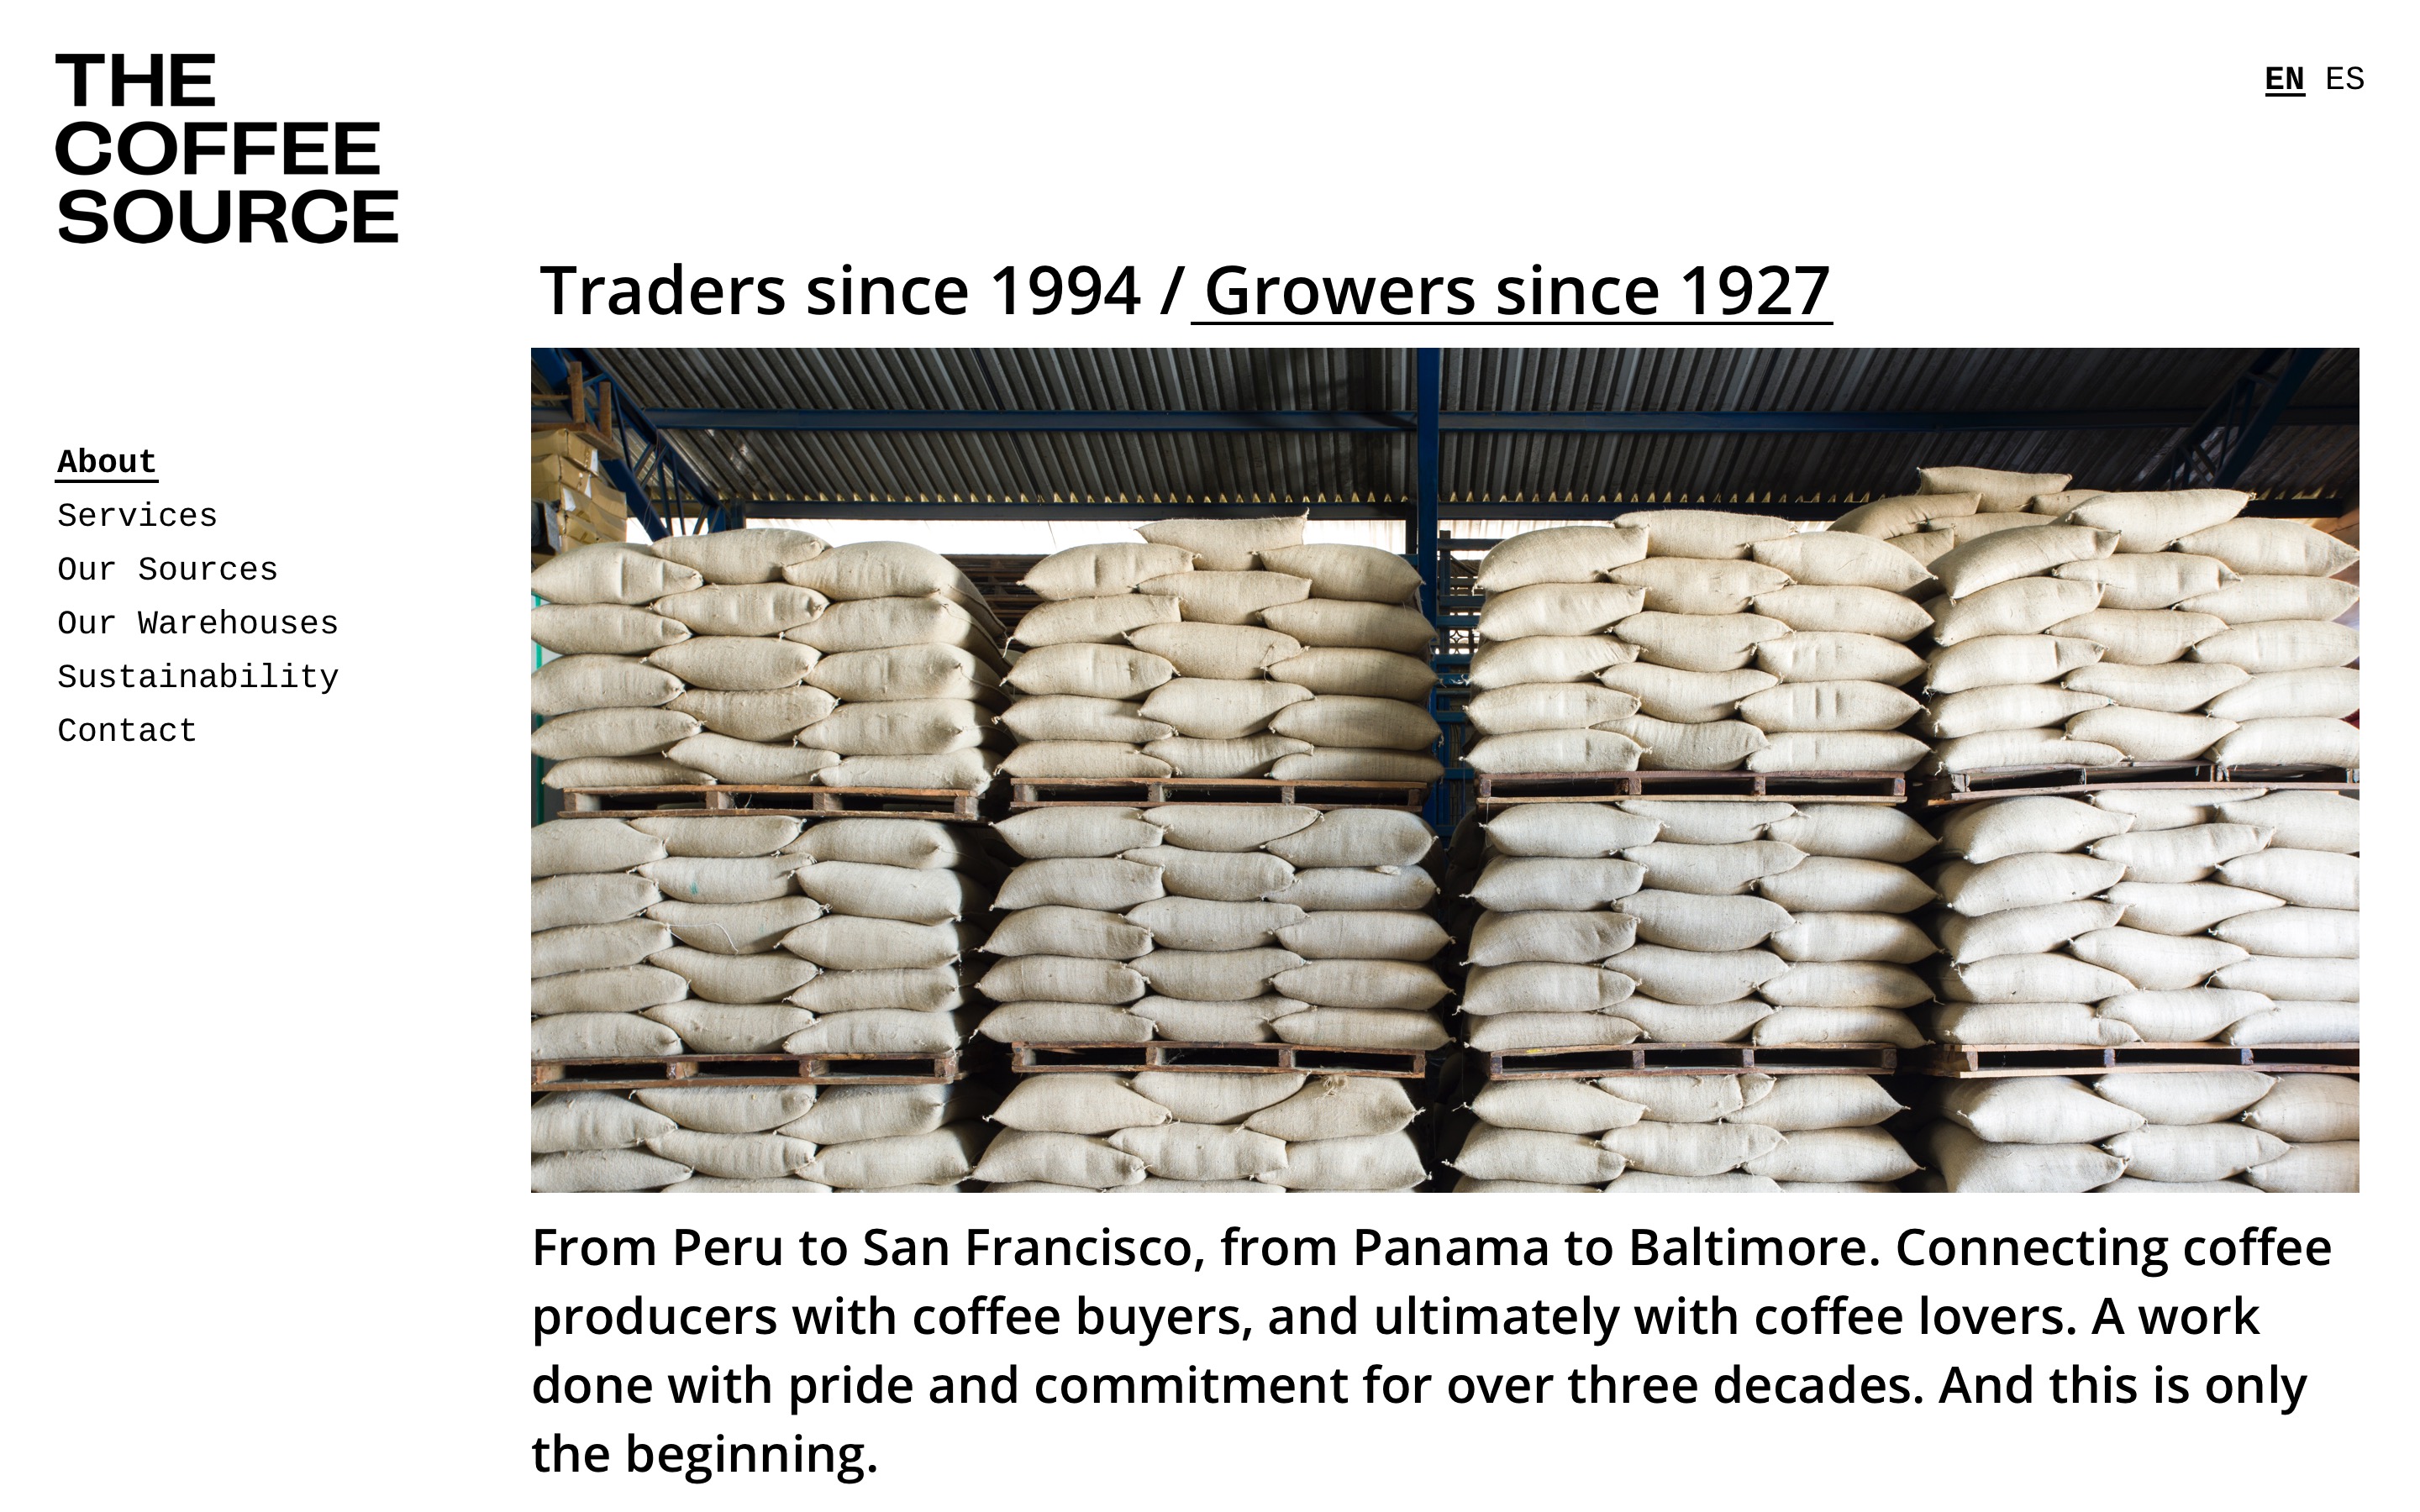 THE
COFFEE
SOURCE
EN ES
Traders since 1994 / Growers since 1927
About
Services
Our Sources
Our Warehouses
Sustainability
Contact
From Peru to San Francisco, from Panama to Baltimore. Connecting coffee
producers with coffee buyers, and ultimately with coffee lovers. A work
done with pride and commitment for over three decades. And this is only
the beginning.